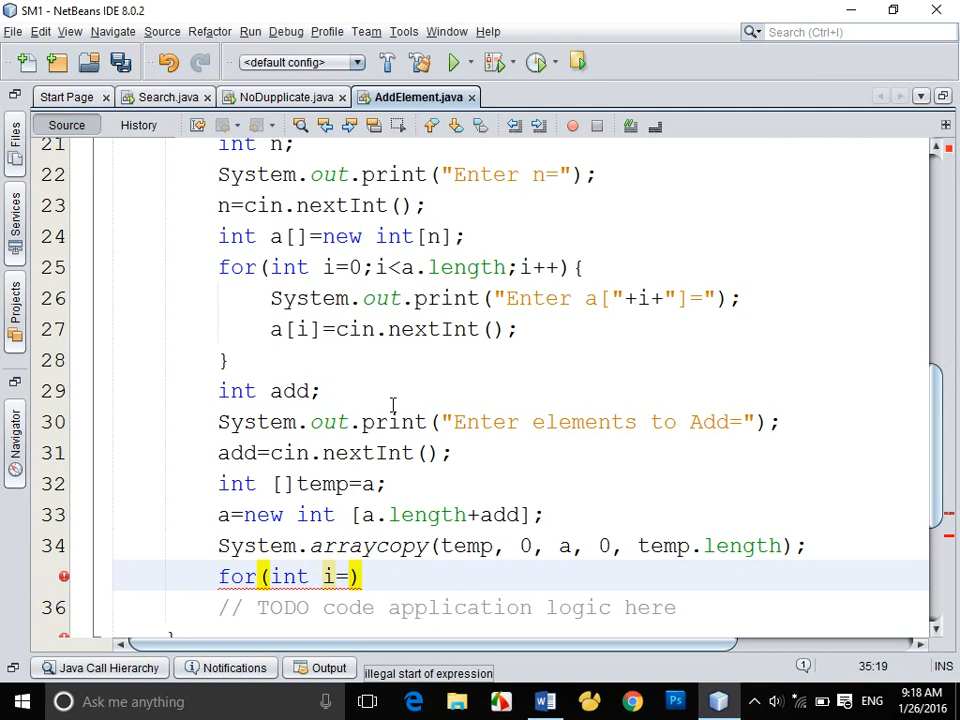 SM1 - NetBeans IDE 8.0.2
File Edit View Navigate Source Refactor Run Debug Profile Team Tools Window Help
Search (Ctrl+I)
<default config>
Start Page Search.java NoDupplicate.java AddElement.java
Source History
Files
Services
Projects
Navigator
21 int n;
22 System.out.print("Enter n=");
23 n=cin.nextInt();
24 int a[]=new int[n];
25 for(int i=0;i<a.length;i++){
26 System.out.print("Enter a["+i+"]=");
27 a[i]=cin.nextInt();
28 }
29 int add;
30 System.out.print("Enter elements to Add=");
31 add=cin.nextInt();
32 int []temp=a;
33 a=new int [a.length+add];
34 System.arraycopy(temp, 0, a, 0, temp.length);
for(int i=)
36 // TODO code application logic here
}
Java Call Hierarchy Notifications Output illegal start of expression 1 35:19 INS
Ask me anything ENG 9:18 AM
1/26/2016